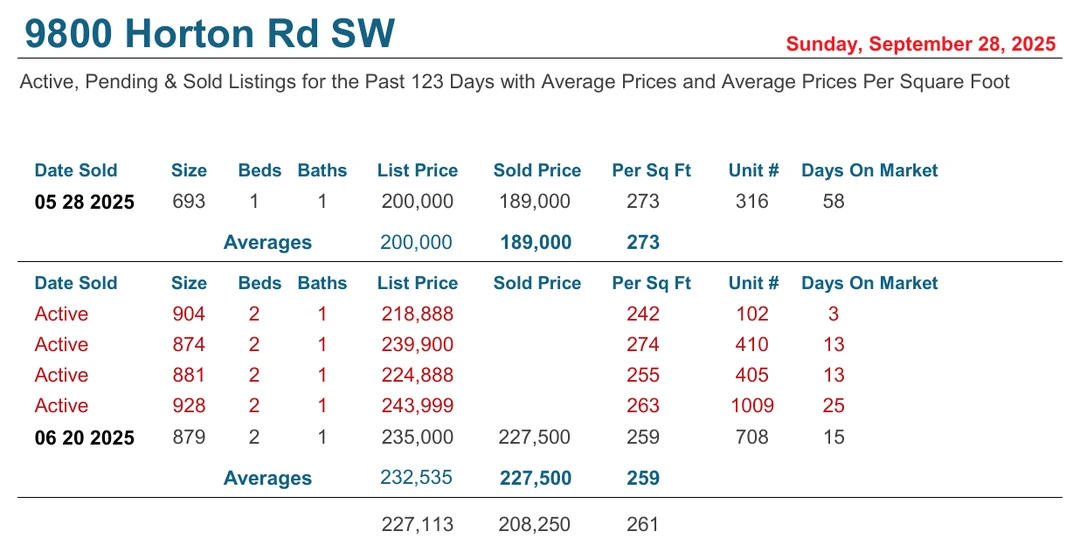 9800 Horton Rd SW
Sunday, September 28, 2025
Active, Pending & Sold Listings for the Past 123 Days with Average Prices and Average Prices Per Square Foot
Date Sold Size Beds Baths List Price Sold Price Per Sq Ft Unit # Days On Market
05 28 2025 693 1 1 200,000 189,000 273 316 58
Averages 200,000 189,000 273
Date Sold Size Beds Baths List Price Sold Price Per Sq Ft Unit # Days On Market
Active 904 2 1 218,888 242 102 3
Active 874 2 1 239,900 274 410 13
Active 881 2 1 224,888 255 405 13
Active 928 2 1 243,999 263 1009 25
06 20 2025 879 2 1 235,000 227,500 259 708 15
Averages 232,535 227,500 259
227,113 208,250 261